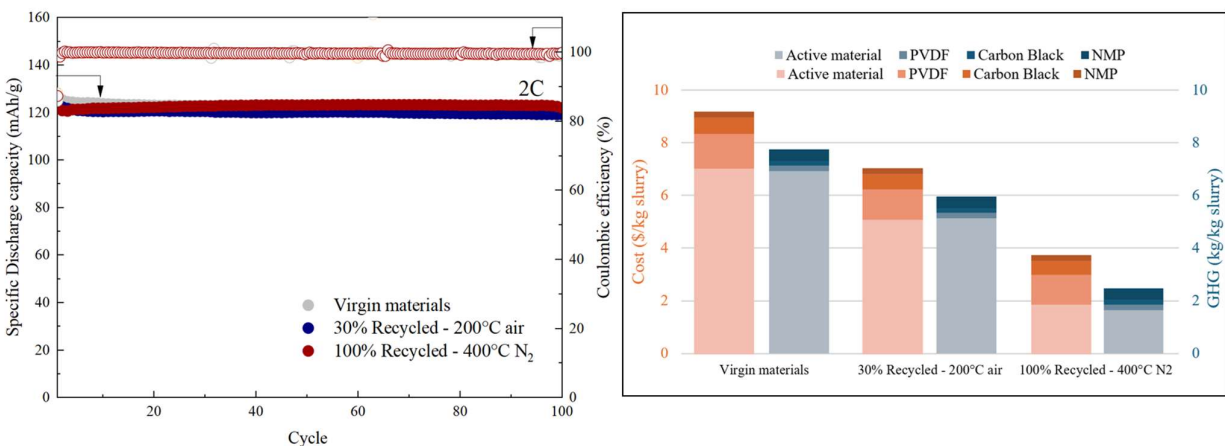 160
140
120
100
80
60
40
20
0
Specific Discharge capacity (mAh/g)
2C
Virgin materials
30% Recycled - 200°C air
100% Recycled - 400°C N2
20
40
60
80
100
Cycle
100
80
60
40
20
0
Coulombic efficiency (%)
Active material PVDF Carbon Black NMP
Active material PVDF Carbon Black NMP
10
8
6
4
2
0
Cost ($/kg slurry)
10
8
6
4
2
0
GHG (kg/kg slurry)
Virgin materials 30% Recycled - 200°C air 100% Recycled - 400°C N2